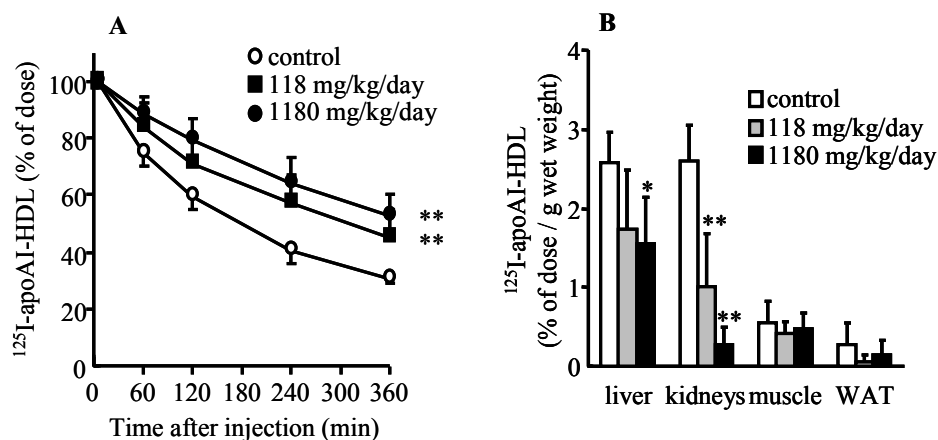 A
control
118 mg/kg/day
1180 mg/kg/day
¹²⁵I-apoAI-HDL (% of dose)
100
80
60
40
20
0
0 60 120 180 240 300 360
Time after injection (min)
**
**
B
control
118 mg/kg/day
1180 mg/kg/day
¹²⁵I-apoAI-HDL
(% of dose / g wet weight)
4
3
2
1
0
*
**
**
liver kidneys muscle WAT